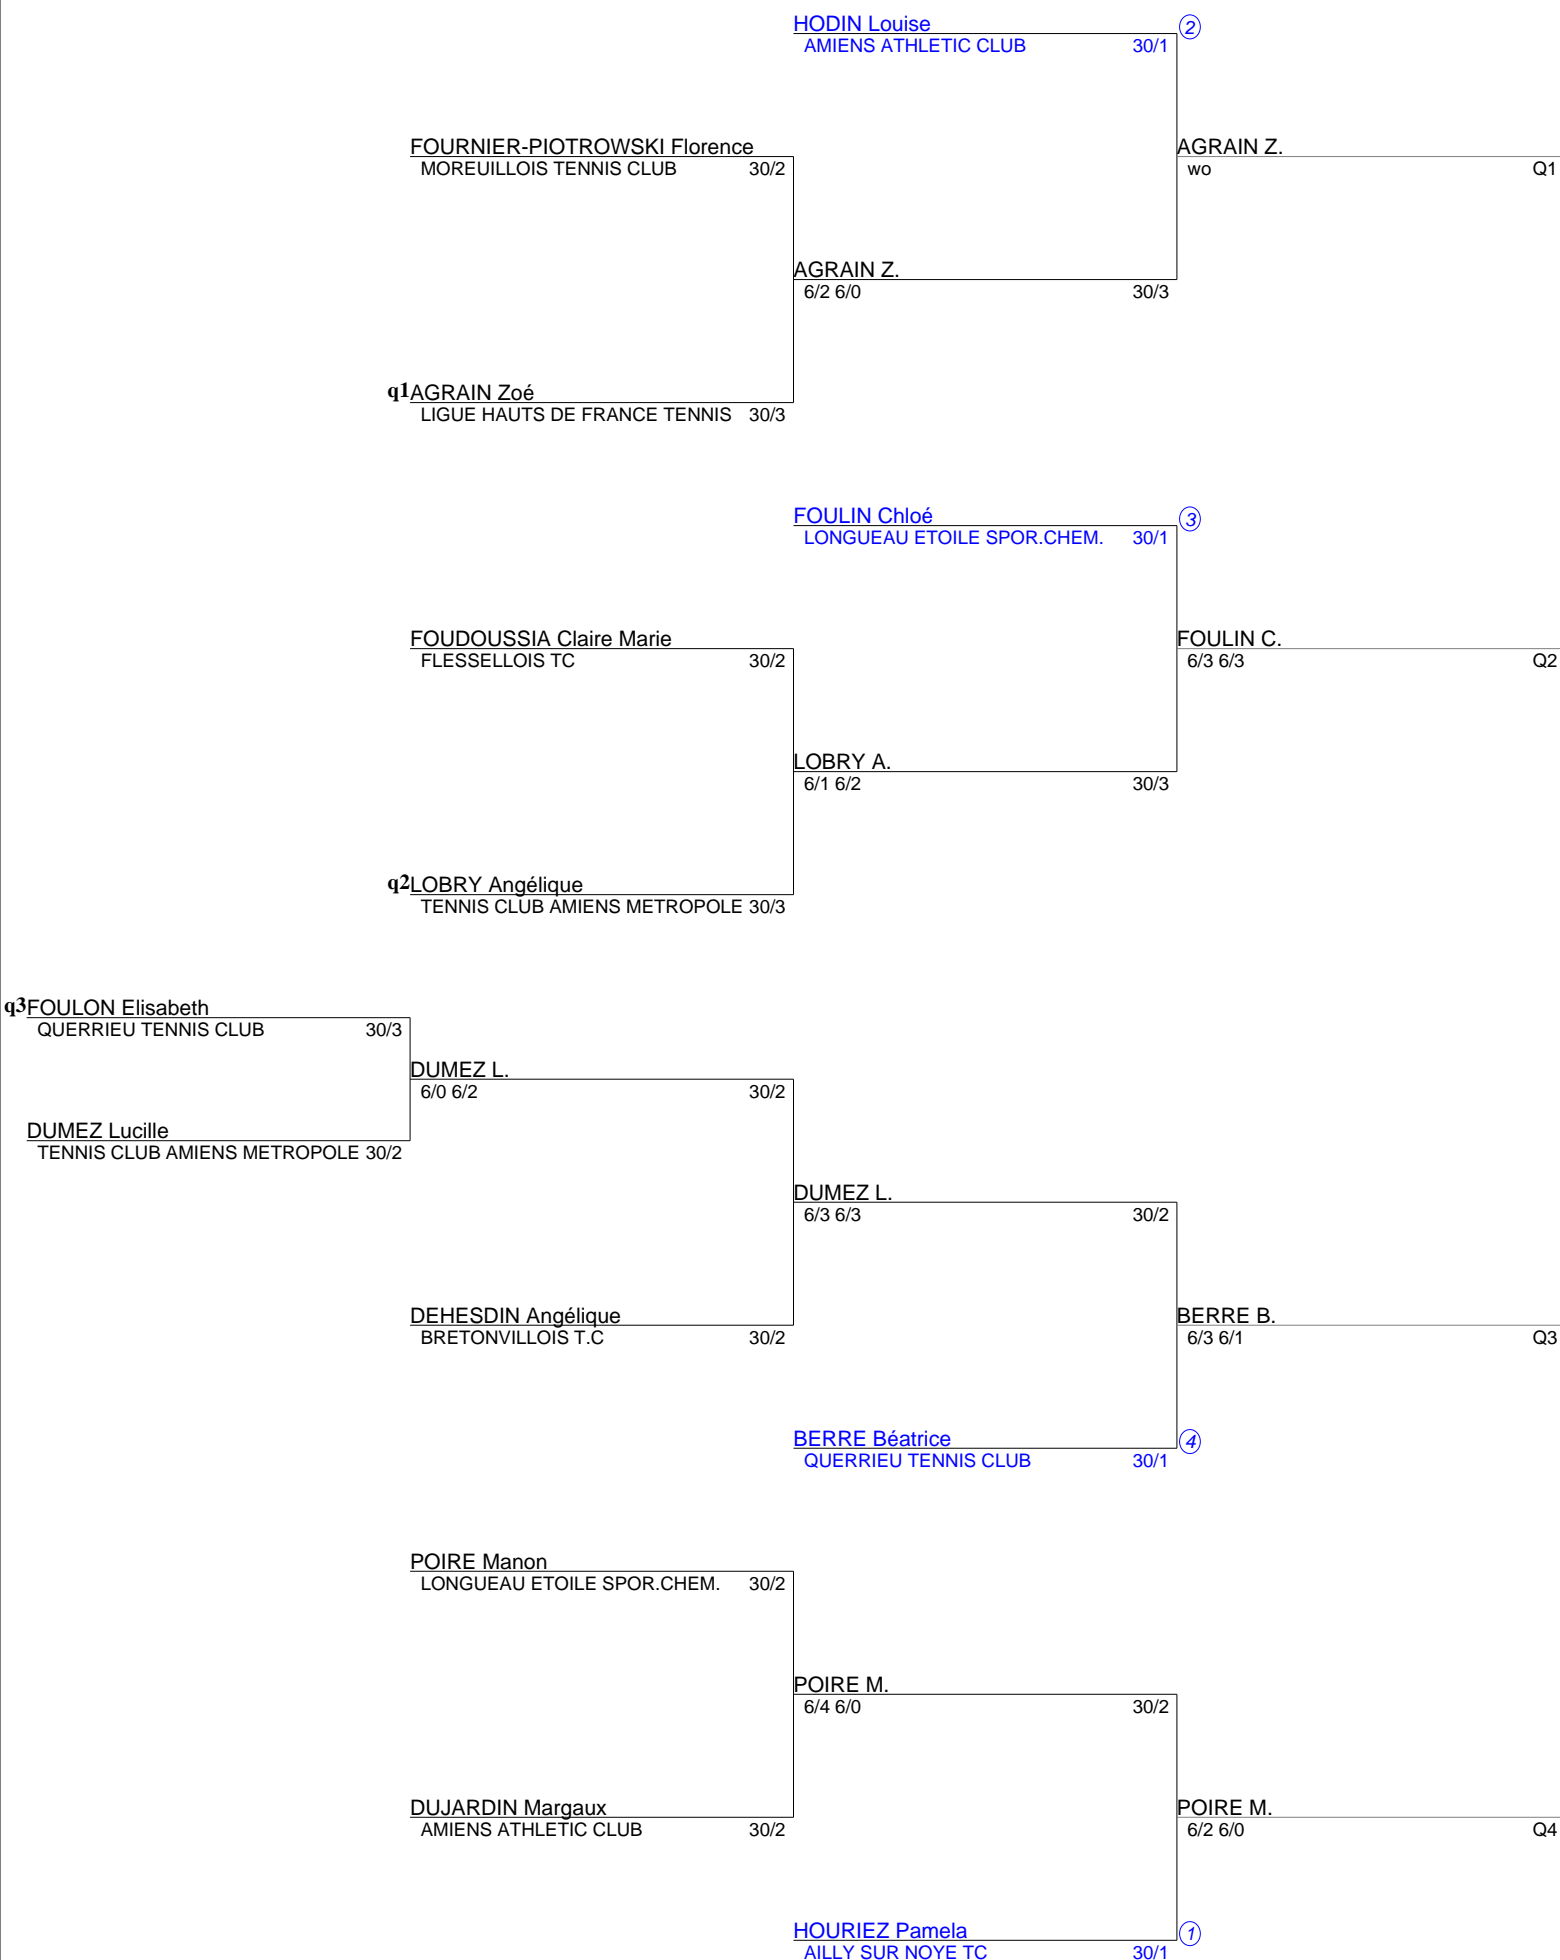 HODIN Louise ②
AMIENS ATHLETIC CLUB 30/1
FOURNIER-PIOTROWSKI Florence AGRAIN Z.
MOREUILLOIS TENNIS CLUB 30/2 wo Q1
AGRAIN Z.
6/2 6/0 30/3
q1 AGRAIN Zoé
LIGUE HAUTS DE FRANCE TENNIS 30/3
FOULIN Chloé ③
LONGUEAU ETOILE SPOR.CHEM. 30/1
FOUDOUSSIA Claire Marie FOULIN C.
FLESSELLOIS TC 30/2 6/3 6/3 Q2
LOBRY A.
6/1 6/2 30/3
q2 LOBRY Angélique
TENNIS CLUB AMIENS METROPOLE 30/3
q3 FOULON Elisabeth
QUERRIEU TENNIS CLUB 30/3
DUMEZ L.
6/0 6/2 30/2
DUMEZ Lucille
TENNIS CLUB AMIENS METROPOLE 30/2
DUMEZ L.
6/3 6/3 30/2
DEHESDIN Angélique BERRE B.
BRETONVILLOIS T.C 30/2 6/3 6/1 Q3
BERRE Béatrice ④
QUERRIEU TENNIS CLUB 30/1
POIRE Manon
LONGUEAU ETOILE SPOR.CHEM. 30/2
POIRE M.
6/4 6/0 30/2
DUJARDIN Margaux POIRE M.
AMIENS ATHLETIC CLUB 30/2 6/2 6/0 Q4
HOURIEZ Pamela ①
AILLY SUR NOYE TC 30/1